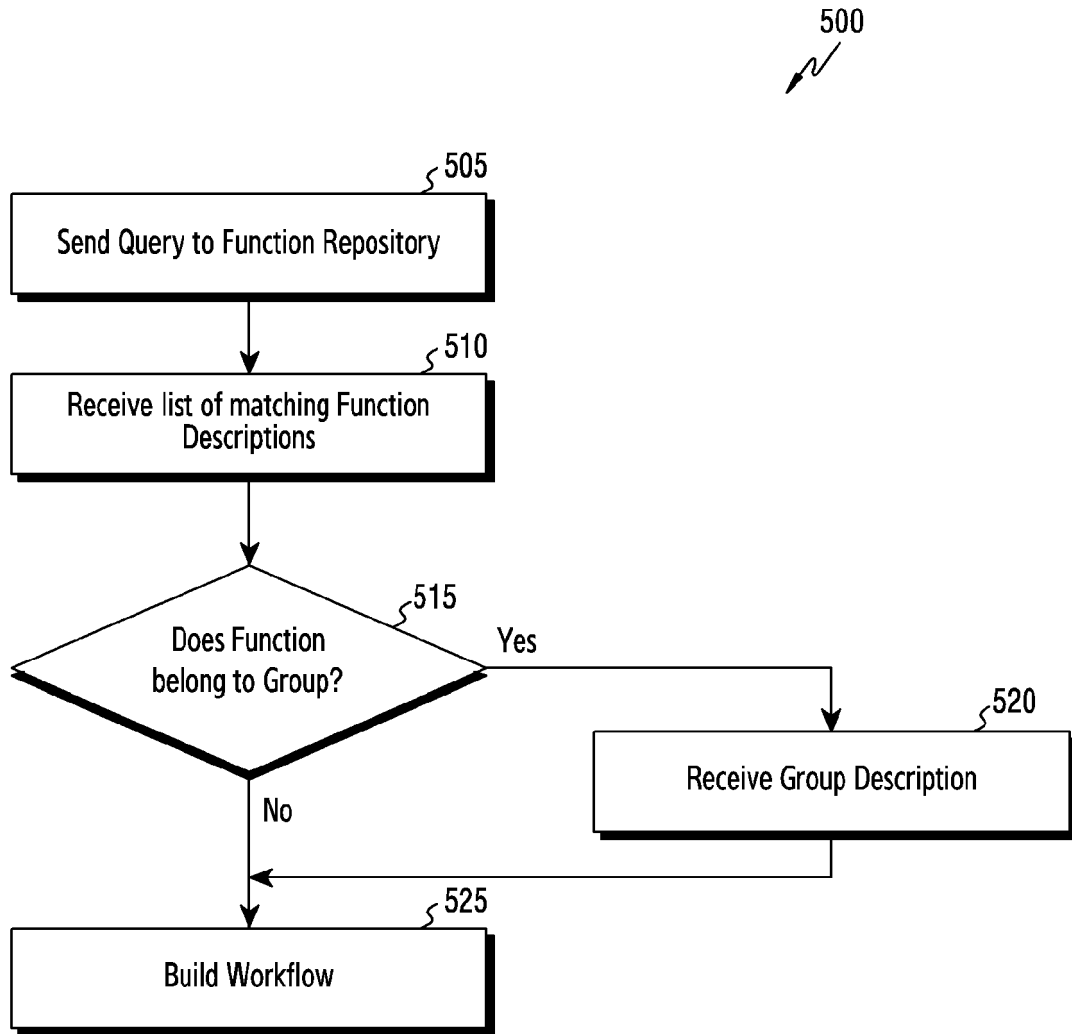 500
505
Send Query to Function Repository
510
Receive list of matching Function
Descriptions
515
Does Function
belong to Group?
Yes
520
Receive Group Description
No
525
Build Workflow